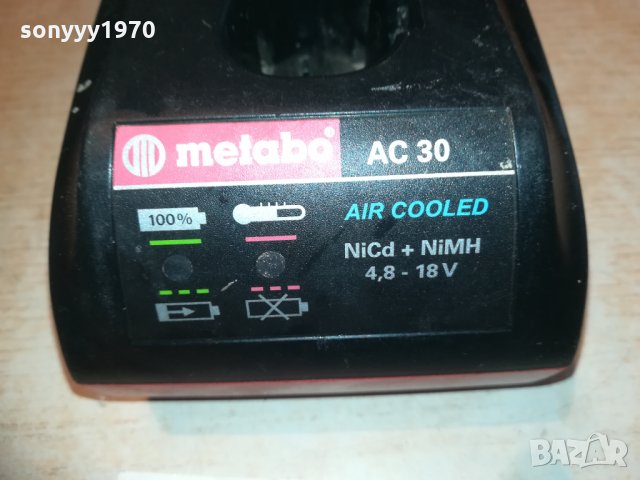 sonyyy1970
metabo® AC 30
100%
AIR COOLED
NiCd + NiMH
4,8 - 18 V
BAZAR